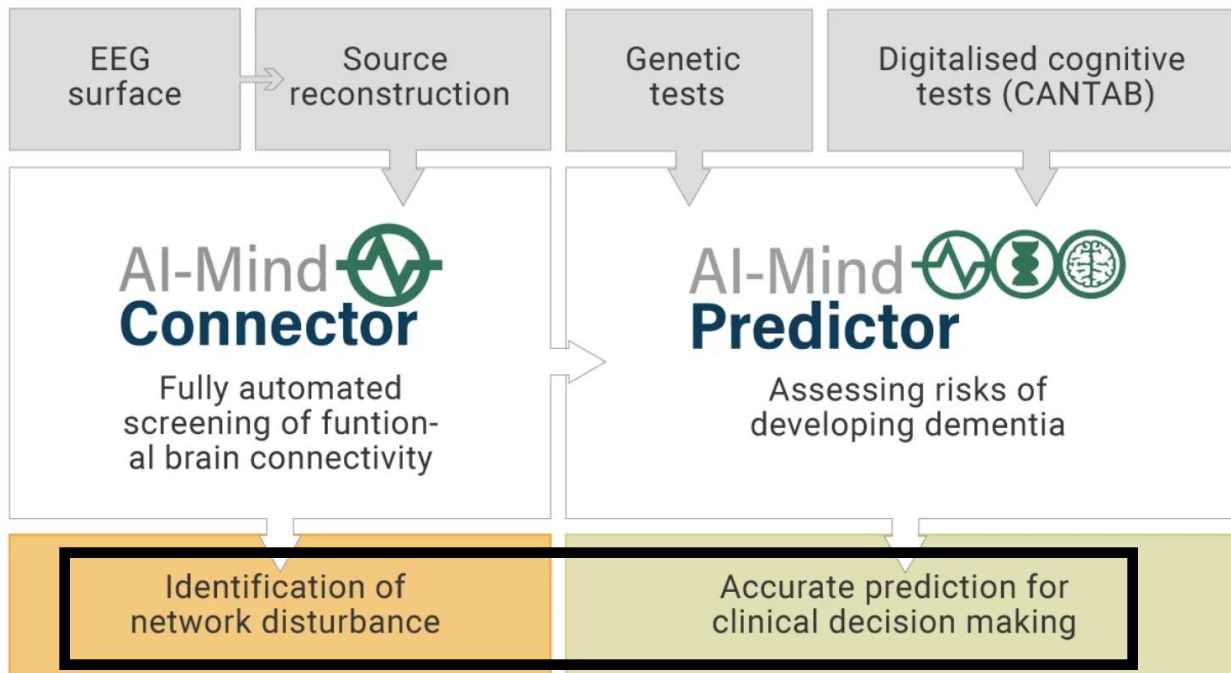 EEG
surface
Source
reconstruction
Genetic
tests
Digitalised cognitive
tests (CANTAB)
AI-Mind
Connector
Fully automated
screening of funtion-
al brain connectivity
AI-Mind
Predictor
Assessing risks of
developing dementia
Identification of
network disturbance
Accurate prediction for
clinical decision making